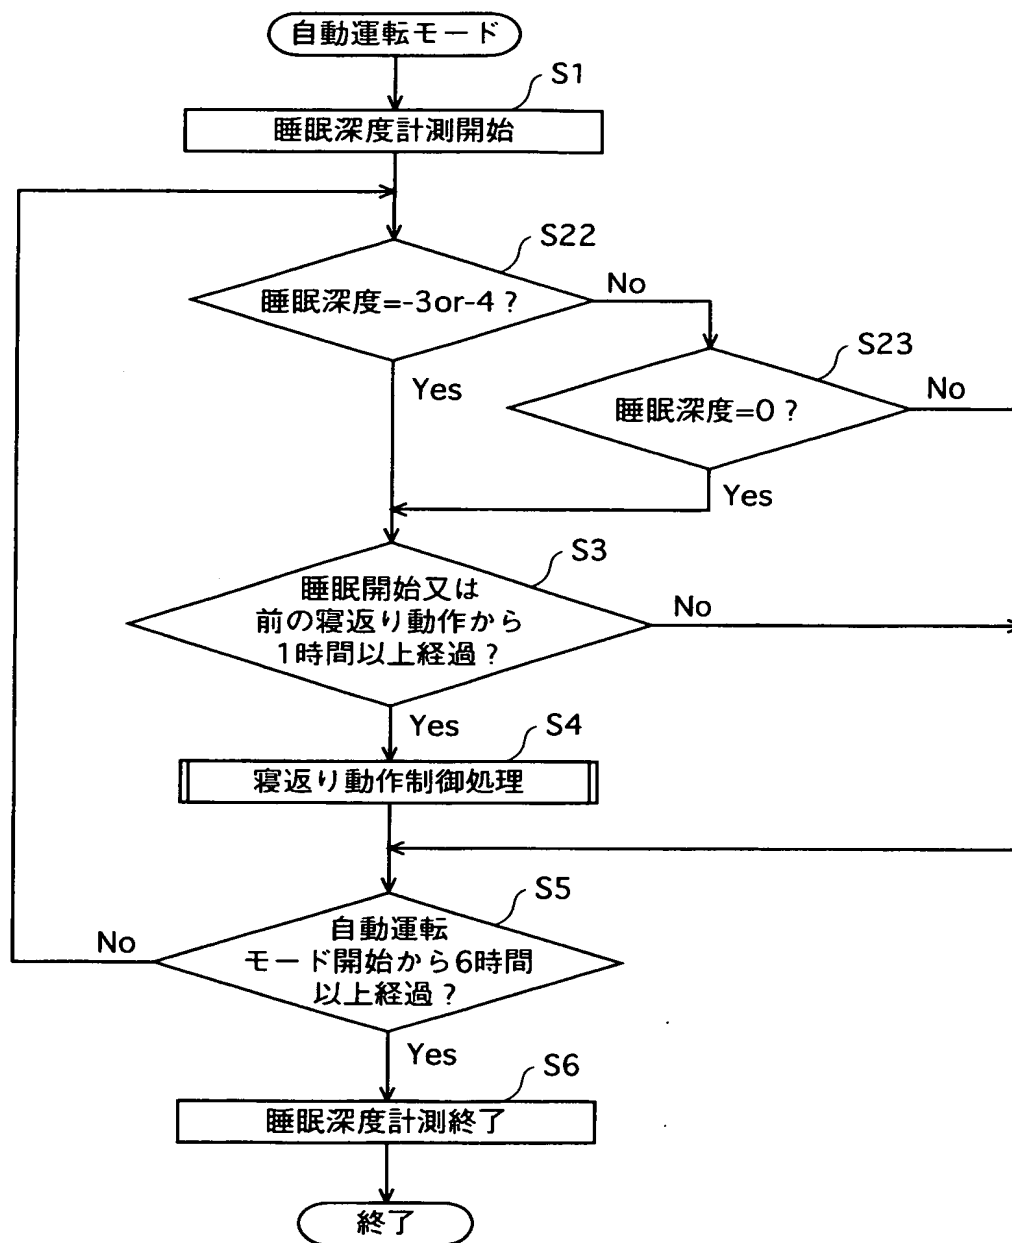 自動運転モード
S1
睡眠深度計測開始
S22
睡眠深度=-3or-4？
No
Yes
S23
睡眠深度=0？
No
Yes
S3
睡眠開始又は
前の寝返り動作から
1時間以上経過？
No
Yes
S4
寝返り動作制御処理
S5
自動運転
モード開始から6時間
以上経過？
No
Yes
S6
睡眠深度計測終了
終了